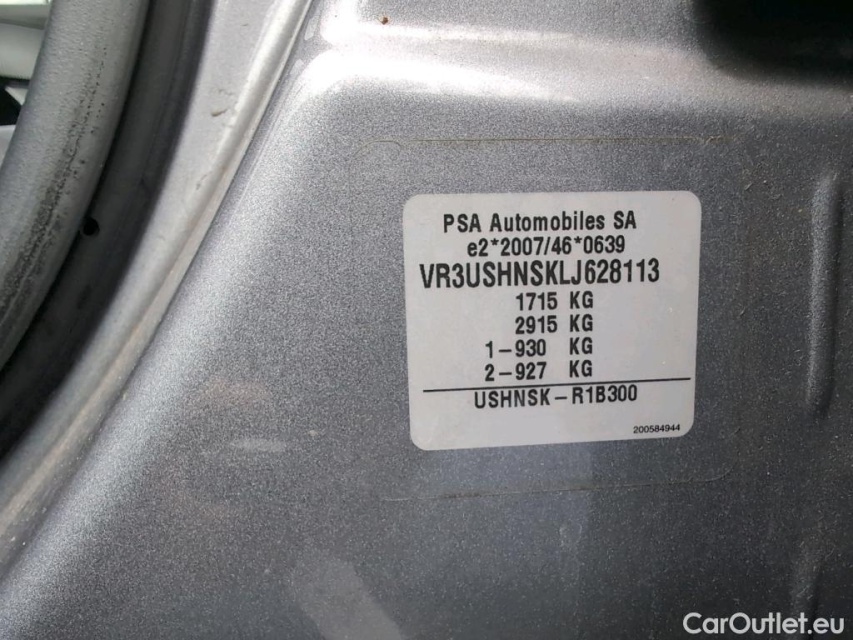 PSA Automobiles SA
e2*2007/46*0639
VR3USHNSKLJ628113
1715 KG
2915 KG
1-930 KG
2-927 KG
USHNSK-R1B300
200584944
CarOutlet.eu